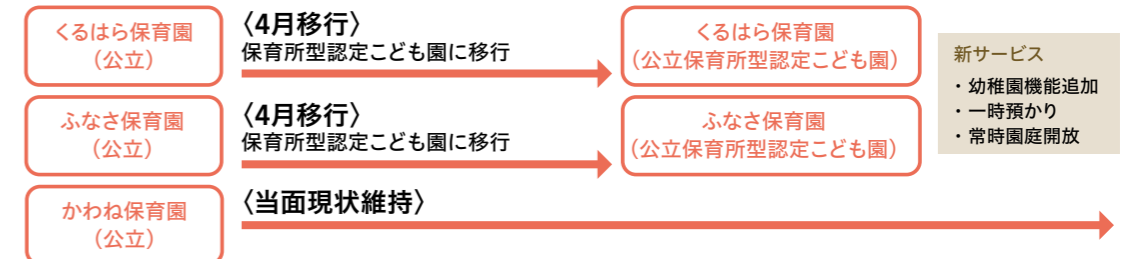 くるはら保育園
（公立）
〈4月移行〉
保育所型認定こども園に移行
くるはら保育園
（公立保育所型認定こども園）
ふなさ保育園
（公立）
〈4月移行〉
保育所型認定こども園に移行
ふなさ保育園
（公立保育所型認定こども園）
新サービス
・幼稚園機能追加
・一時預かり
・常時園庭開放
かわね保育園
（公立）
〈当面現状維持〉